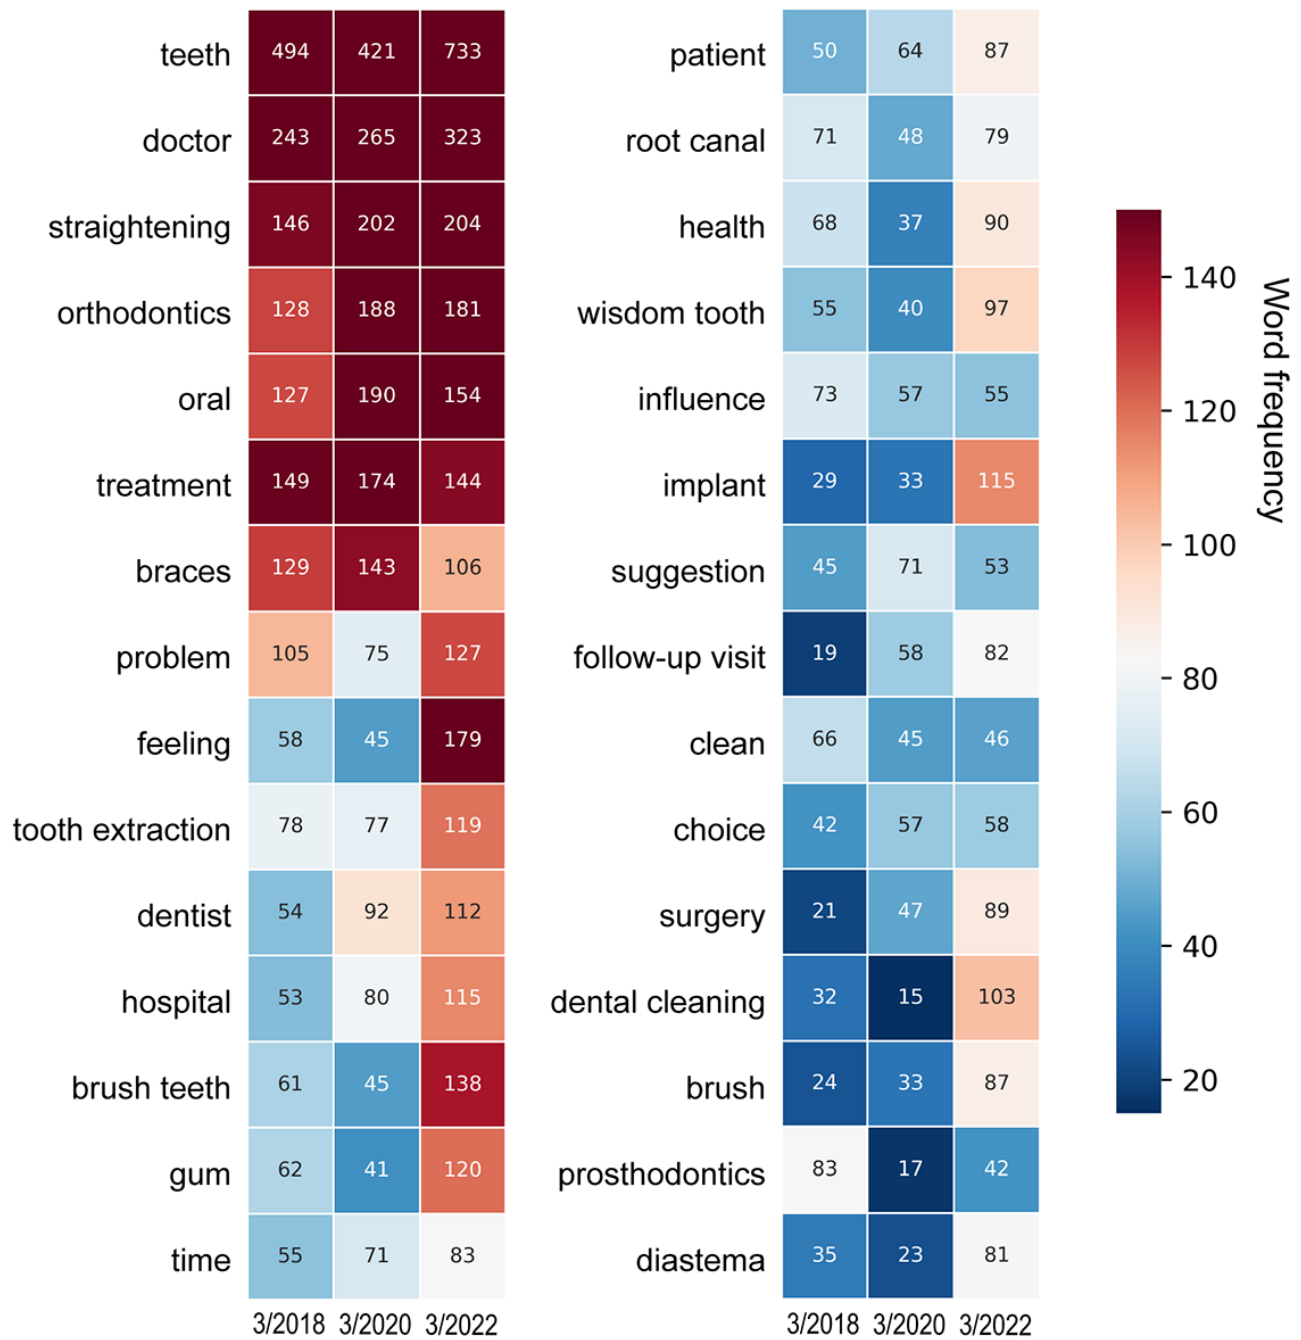 teeth 494 421 733
doctor 243 265 323
straightening 146 202 204
orthodontics 128 188 181
oral 127 190 154
treatment 149 174 144
braces 129 143 106
problem 105 75 127
feeling 58 45 179
tooth extraction 78 77 119
dentist 54 92 112
hospital 53 80 115
brush teeth 61 45 138
gum 62 41 120
time 55 71 83
3/2018 3/2020 3/2022
patient 50 64 87
root canal 71 48 79
health 68 37 90
wisdom tooth 55 40 97
influence 73 57 55
implant 29 33 115
suggestion 45 71 53
follow-up visit 19 58 82
clean 66 45 46
choice 42 57 58
surgery 21 47 89
dental cleaning 32 15 103
brush 24 33 87
prosthodontics 83 17 42
diastema 35 23 81
3/2018 3/2020 3/2022
140
120
100
80
60
40
20
Word frequency